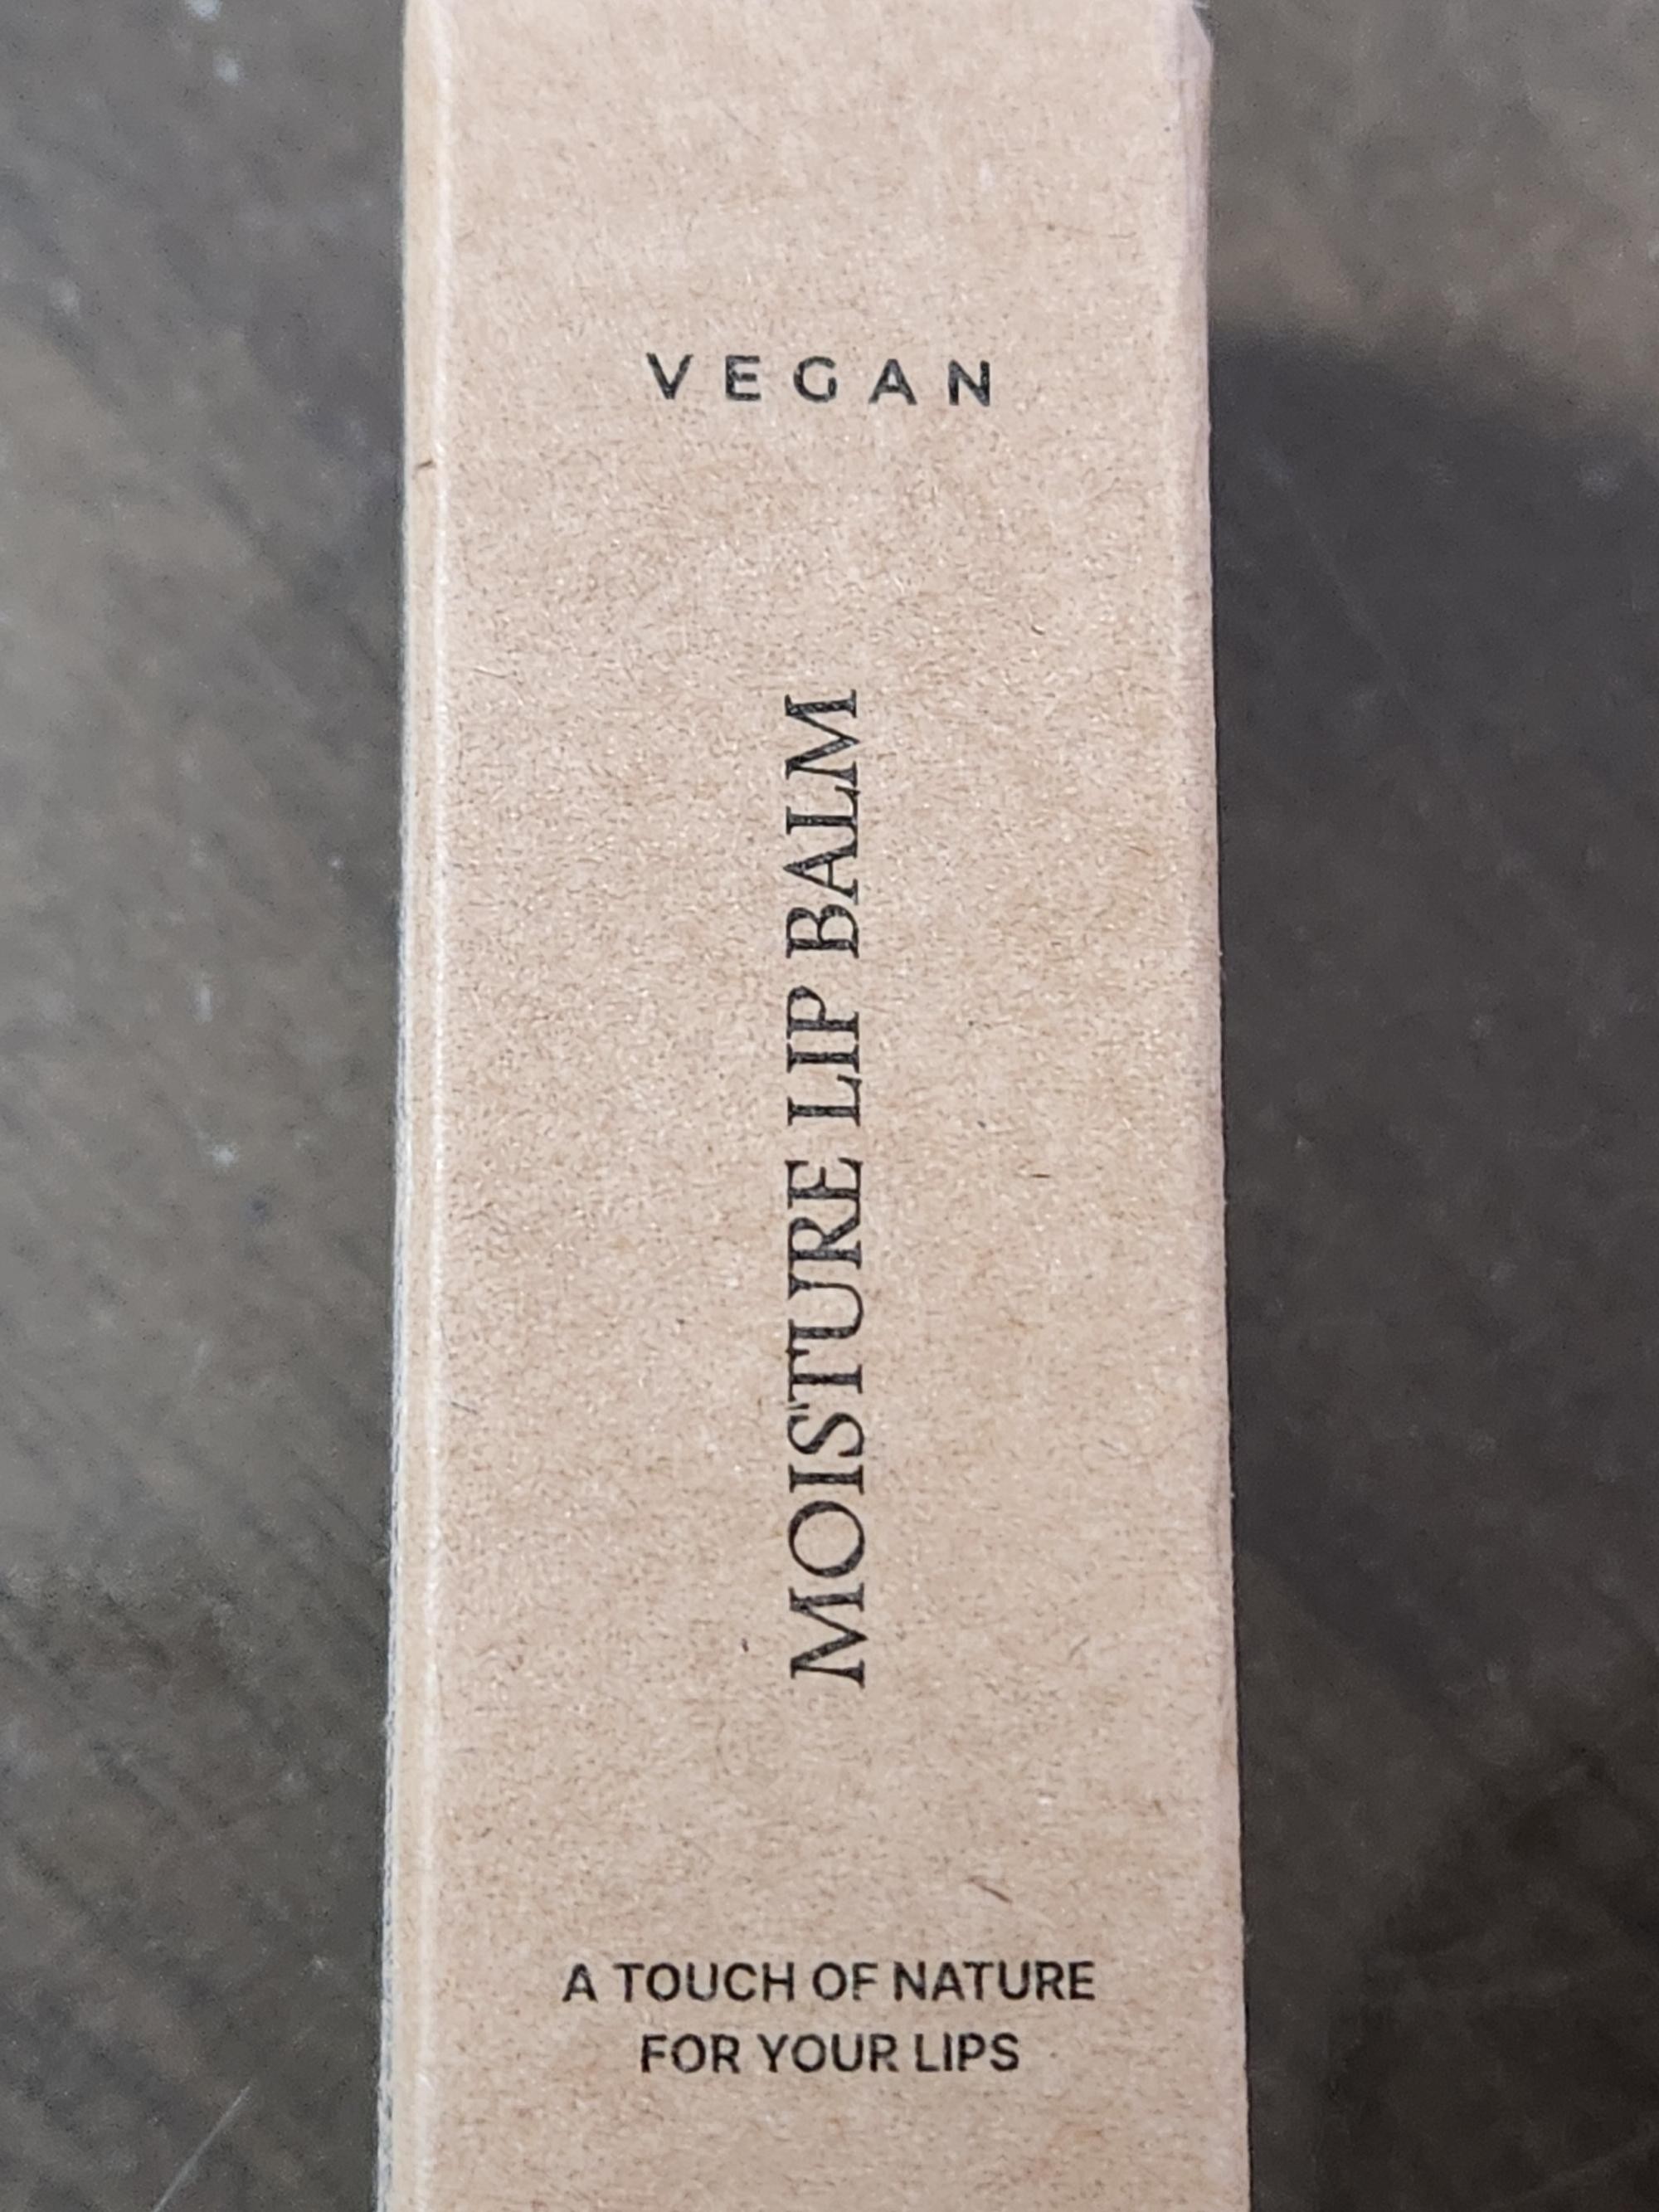 VEGAN
MOISTURE LIP BALM
A TOUCH OF NATURE
FOR YOUR LIPS